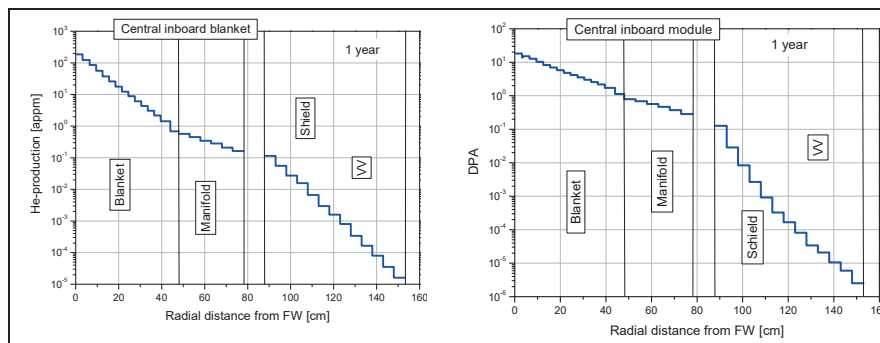 Central inboard blanket
1 year
He-production [appm]
10³
10²
10¹
10⁰
10⁻¹
10⁻²
10⁻³
10⁻⁴
10⁻⁵
Blanket
Manifold
Shield
VV
0 20 40 60 80 100 120 140 160
Radial distance from FW [cm]
Central inboard module
1 year
DPA
10²
10¹
10⁰
10⁻¹
10⁻²
10⁻³
10⁻⁴
10⁻⁵
10⁻⁶
Blanket
Manifold
Schield
VV
0 20 40 60 80 100 120 140 160
Radial distance from FW [cm]